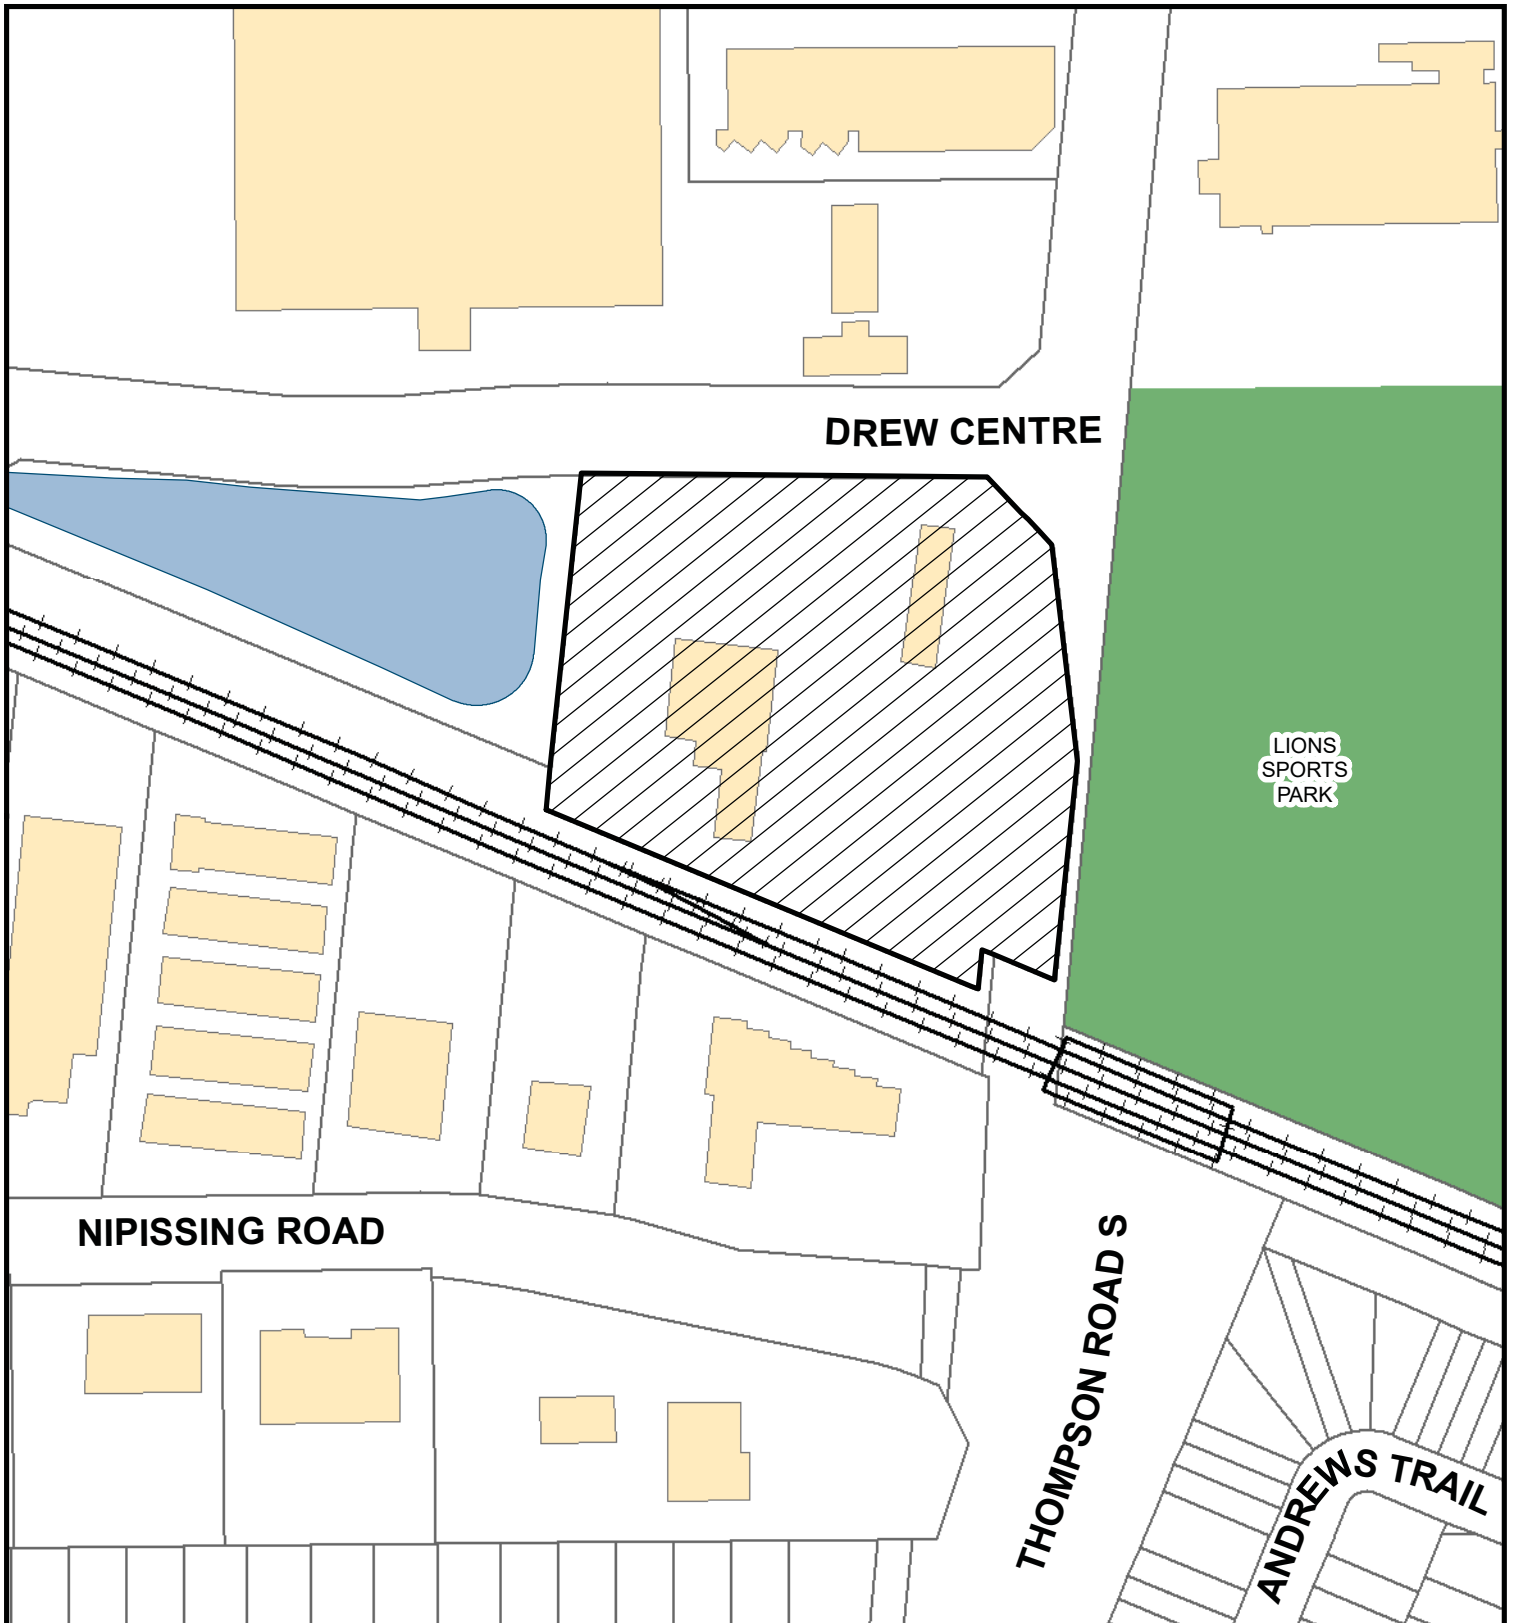 DREW CENTRE
LIONS
SPORTS
PARK
NIPISSING ROAD
THOMPSON ROAD S
ANDREWS TRAIL